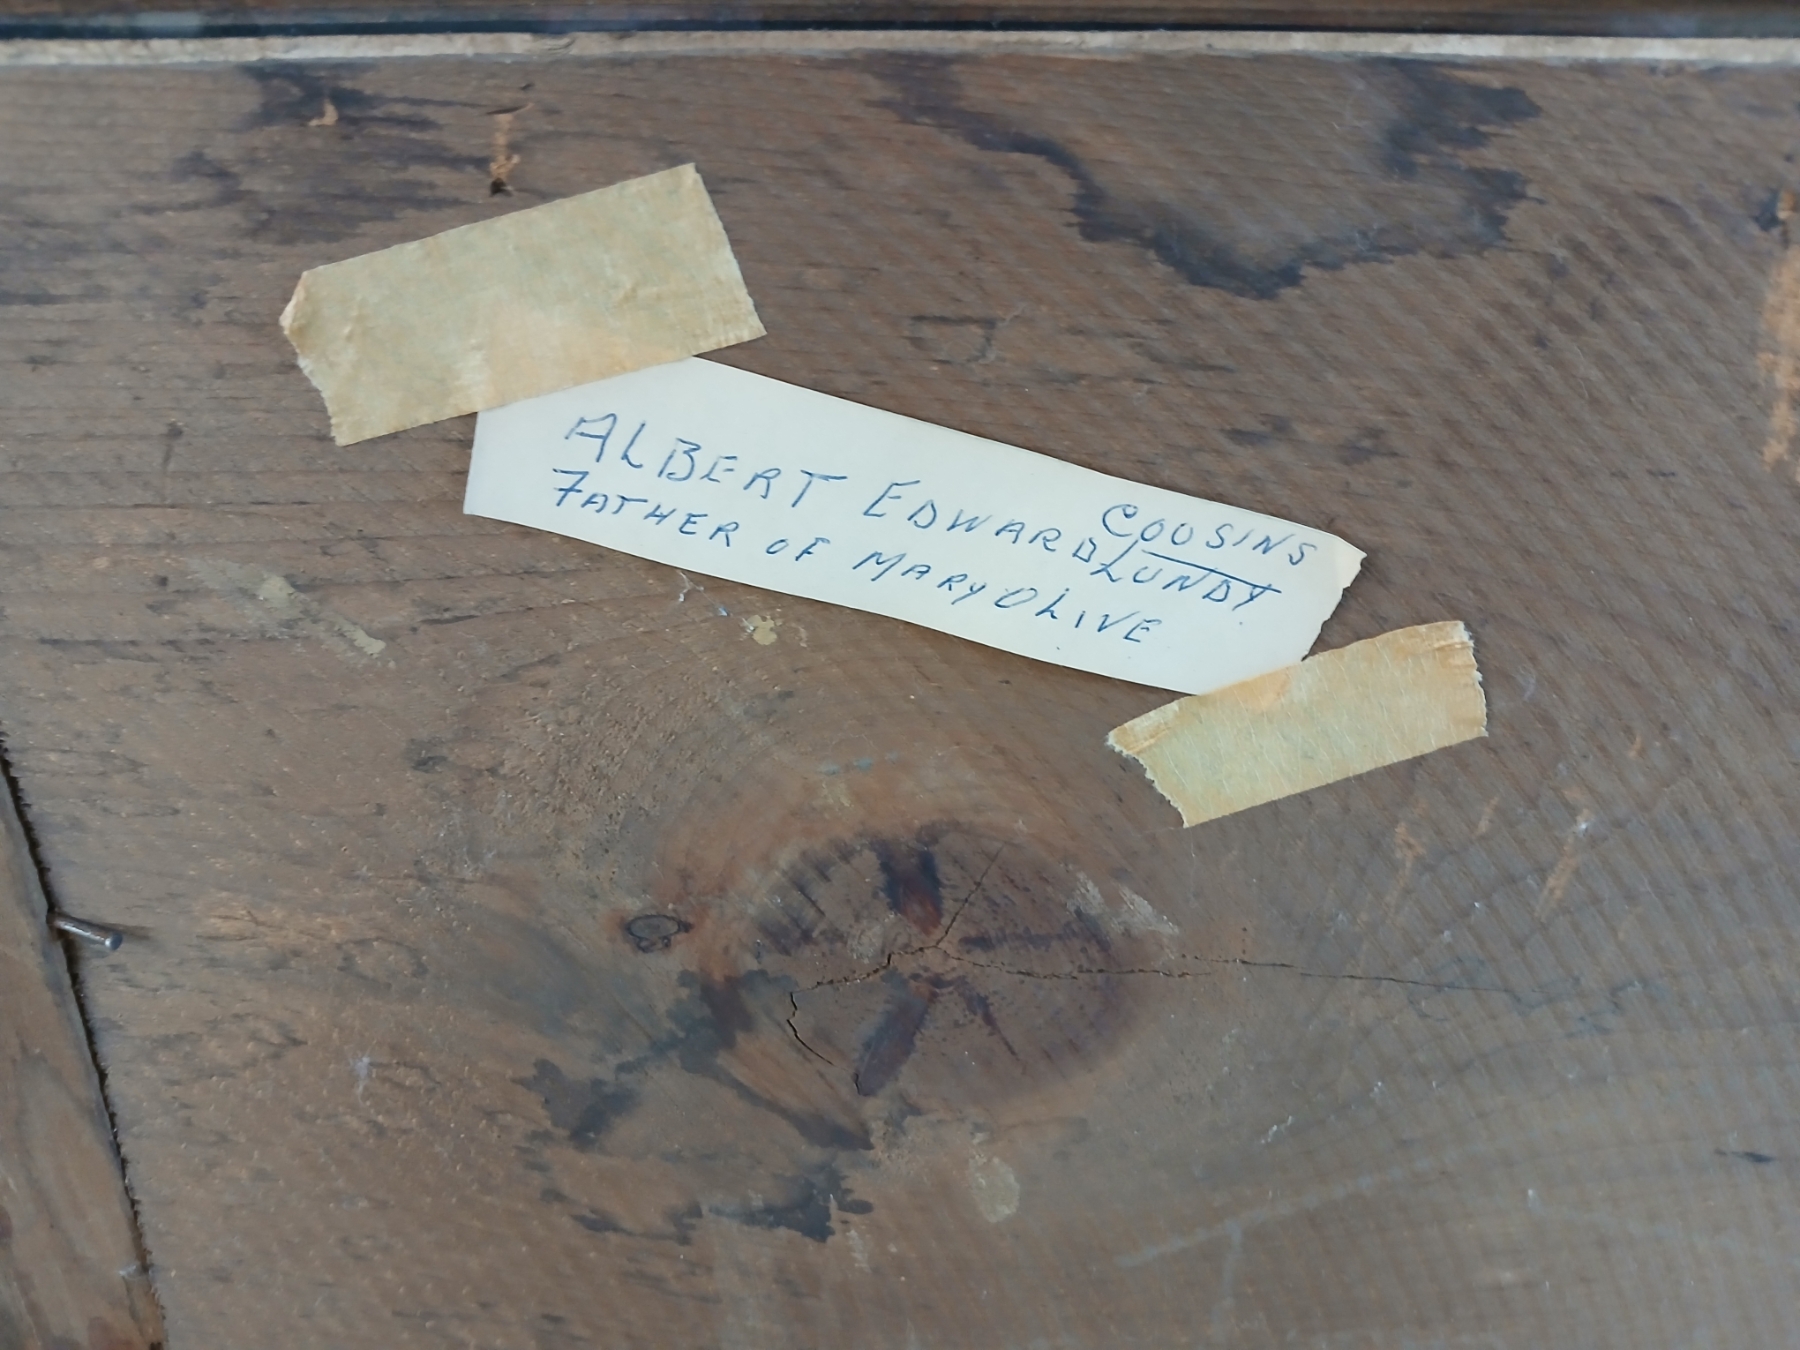 ALBERT EDWARD COUSINS
FATHER OF MARY OLIVE LUNDY